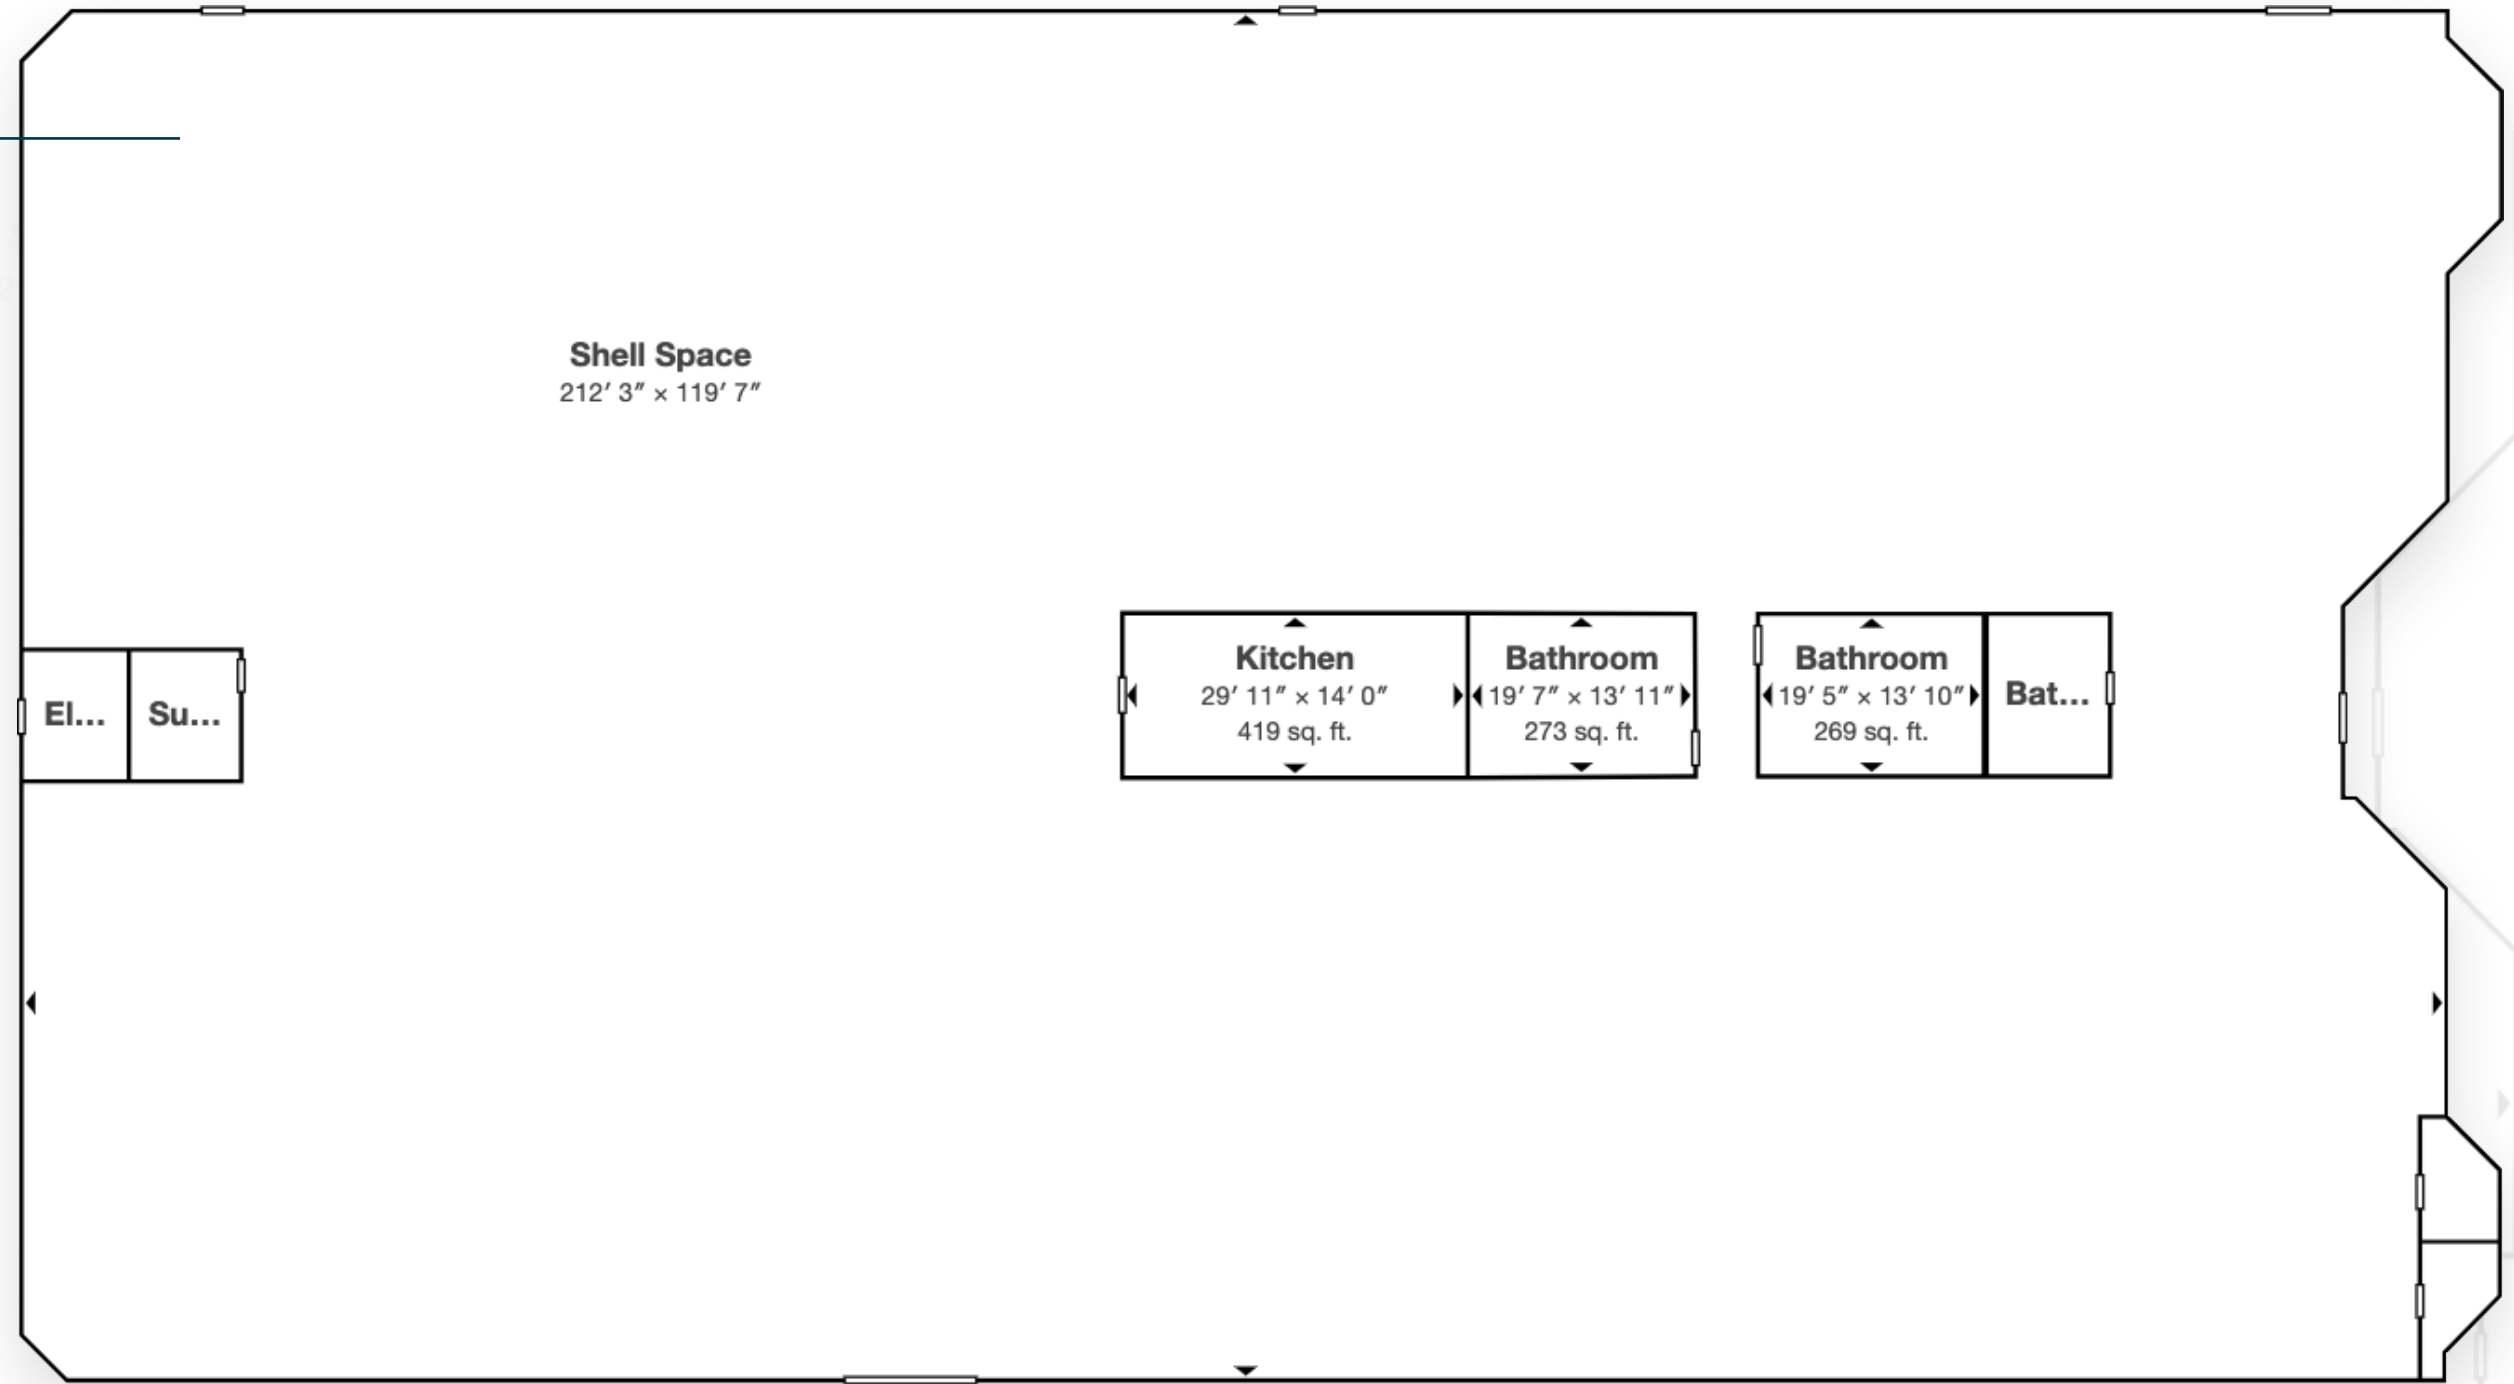 Shell Space
212′ 3″ × 119′ 7″
Kitchen
29′ 11″ × 14′ 0″
419 sq. ft.
Bathroom
19′ 7″ × 13′ 11″
273 sq. ft.
Bathroom
19′ 5″ × 13′ 10″
269 sq. ft.
Bat...
El...
Su...